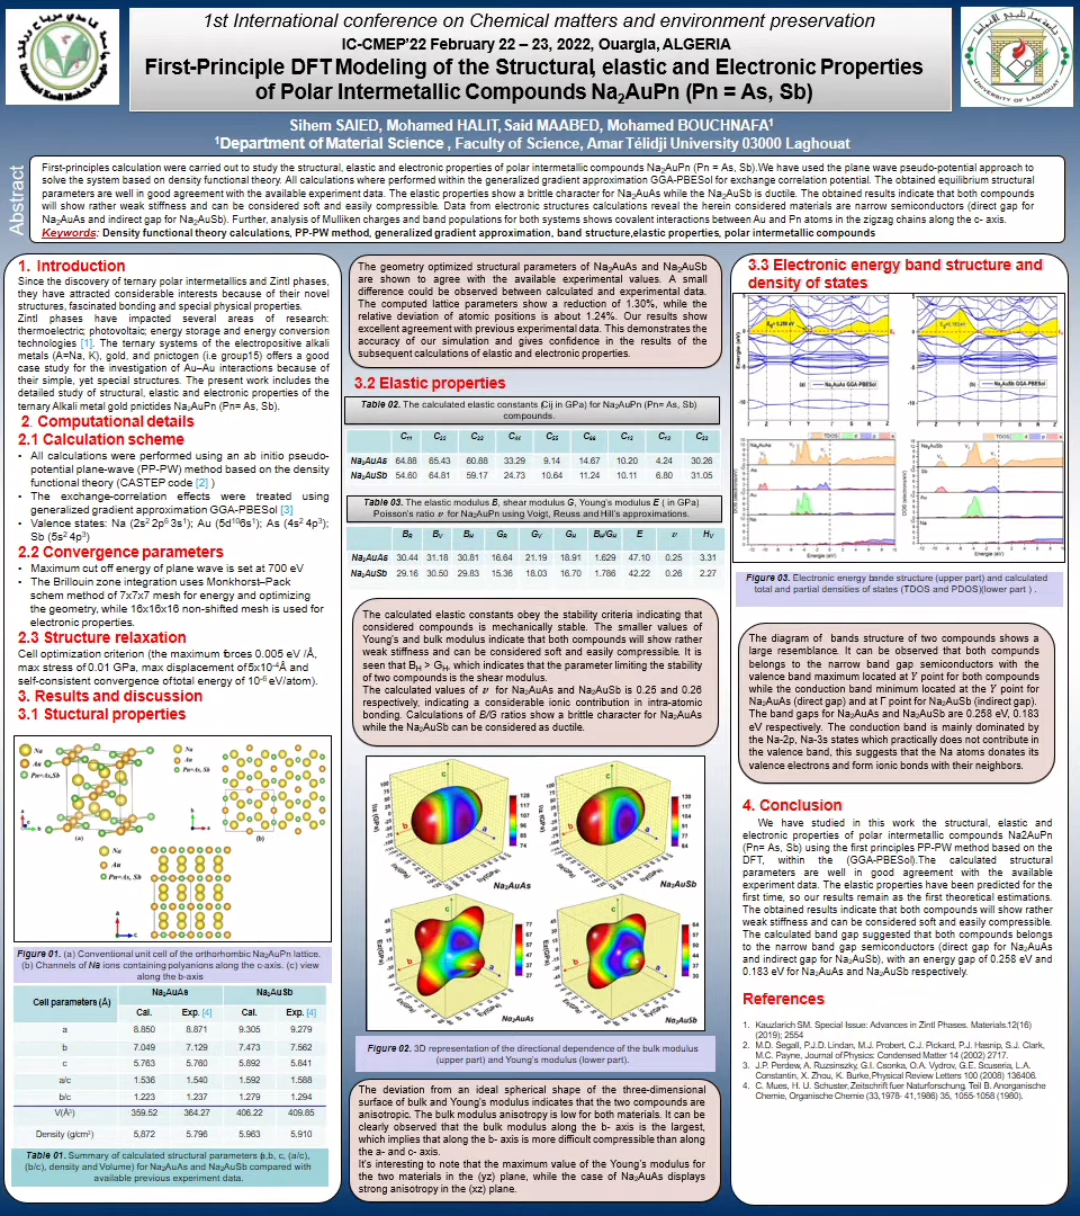 1st International conference on Chemical matters and environment preservation
IC-CMEP'22 February 22 – 23, 2022, Ouargla, ALGERIA
First-Principle DFT Modeling of the Structural, elastic and Electronic Properties
of Polar Intermetallic Compounds Na₂AuPn (Pn = As, Sb)
UNIVERSITY OF LAGHOUAT
Sihem SAIED, Mohamed HALIT, Said MAABED, Mohamed BOUCHNAFA¹
¹Department of Material Science , Faculty of Science, Amar Télidji University 03000 Laghouat
Abstract
First-principles calculation were carried out to study the structural, elastic and electronic properties of polar intermetallic compounds Na₂AuPn (Pn = As, Sb).We have used the plane wave pseudo-potential approach to
solve the system based on density functional theory. All calculations where performed within the generalized gradient approximation GGA-PBESol for exchange correlation potential. The obtained equilibrium structural
parameters are well in good agreement with the available experiment data. The elastic properties show a brittle character for Na₂AuAs while the Na₂AuSb is ductile. The obtained results indicate that both compounds
will show rather weak stiffness and can be considered soft and easily compressible. Data from electronic structures calculations reveal the herein considered materials are narrow semiconductors (direct gap for
Na₂AuAs and indirect gap for Na₂AuSb). Further, analysis of Mulliken charges and band populations for both systems shows covalent interactions between Au and Pn atoms in the zigzag chains along the c- axis.
Keywords: Density functional theory calculations, PP-PW method, generalized gradient approximation, band structure,elastic properties, polar intermetallic compounds
1. Introduction
Since the discovery of ternary polar intermetallics and Zintl phases,
they have attracted considerable interests because of their novel
structures, fascinated bonding and special physical properties.
Zintl phases have impacted several areas of research:
thermoelectric; photovoltaic; energy storage and energy conversion
technologies [1]. The ternary systems of the electropositive alkali
metals (A=Na, K), gold, and pnictogen (i.e group15) offers a good
case study for the investigation of Au–Au interactions because of
their simple, yet special structures. The present work includes the
detailed study of structural, elastic and electronic properties of the
ternary Alkali metal gold pnictides Na₂AuPn (Pn= As, Sb).
2. Computational details
2.1 Calculation scheme
• All calculations were performed using an ab initio pseudo-
potential plane-wave (PP-PW) method based on the density
functional theory (CASTEP code [2] )
• The exchange-correlation effects were treated using
generalized gradient approximation GGA-PBESol [3]
• Valence states: Na (2s² 2p⁶ 3s¹); Au (5d¹⁰6s¹); As (4s² 4p³);
Sb (5s² 4p³)
2.2 Convergence parameters
• Maximum cut off energy of plane wave is set at 700 eV
• The Brillouin zone integration uses Monkhorst–Pack
schem method of 7x7x7 mesh for energy and optimizing
the geometry, while 16x16x16 non-shifted mesh is used for
electronic properties.
2.3 Structure relaxation
Cell optimization criterion (the maximum forces 0.005 eV /Å,
max stress of 0.01 GPa, max displacement of 5x10⁻⁴Å and
self-consistent convergence of total energy of 10⁻⁶ eV/atom).
3. Results and discussion
3.1 Stuctural properties
Na
Au
Pn=As,Sb
(a)
Na
Au
Pn=As, Sb
(b)
Na
Au
Pn=As, Sb
Figure 01. (a) Conventional unit cell of the orthorhombic Na₂AuPn lattice.
(b) Channels of Na ions containing polyanions along the c-axis. (c) view
along the b-axis
Cell parameters (Å) Na₂AuAs Na₂AuSb
Cal. Exp. [4] Cal. Exp. [4]
a 8.850 8.871 9.305 9.279
b 7.049 7.129 7.473 7.562
c 5.763 5.760 5.892 5.841
a/c 1.536 1.540 1.592 1.588
b/c 1.223 1.237 1.279 1.294
V(Å³) 359.52 364.27 406.22 409.85
Density (g/cm³) 5,872 5.796 5.963 5.910
Table 01. Summary of calculated structural parameters (a,b, c, (a/c),
(b/c), density and Volume) for Na₂AuAs and Na₂AuSb compared with
available previous experiment data.
The geometry optimized structural parameters of Na₂AuAs and Na₂AuSb
are shown to agree with the available experimental values. A small
difference could be observed between calculated and experimental data.
The computed lattice parameters show a reduction of 1.30%, while the
relative deviation of atomic positions is about 1.24%. Our results show
excellent agreement with previous experimental data. This demonstrates the
accuracy of our simulation and gives confidence in the results of the
subsequent calculations of elastic and electronic properties.
3.2 Elastic properties
Table 02. The calculated elastic constants (Cij in GPa) for Na₂AuPn (Pn= As, Sb)
compounds.
C₁₁ C₂₂ C₃₃ C₄₄ C₅₅ C₆₆ C₁₂ C₁₃ C₂₃
Na₂AuAs 64.88 65.43 60.88 33.29 9.14 14.67 10.20 4.24 30.26
Na₂AuSb 54.60 64.81 59.17 24.73 10.64 11.24 10.11 6.80 31.05
Table 03. The elastic modulus B, shear modulus G, Young's modulus E ( in GPa)
Poisson's ratio ν for Na₂AuPn using Voigt, Reuss and Hill's approximations.
B_R B_V B_H G_R G_V G_H B_H/G_H E ν H_V
Na₂AuAs 30.44 31.18 30.81 16.64 21.19 18.91 1.629 47.10 0.25 3.31
Na₂AuSb 29.16 30.50 29.83 15.36 18.03 16.70 1.786 42.22 0.26 2.27
The calculated elastic constants obey the stability criteria indicating that
considered compounds is mechanically stable. The smaller values of
Young's and bulk modulus indicate that both compounds will show rather
weak stiffness and can be considered soft and easily compressible. It is
seen that B_H > G_H, which indicates that the parameter limiting the stability
of two compounds is the shear modulus.
The calculated values of ν for Na₂AuAs and Na₂AuSb is 0.25 and 0.26
respectively, indicating a considerable ionic contribution in intra-atomic
bonding. Calculations of B/G ratios show a brittle character for Na₂AuAs
while the Na₂AuSb can be considered as ductile.
Na₂AuAs
Na₂AuSb
Na₂AuAs
Na₂AuSb
Figure 02. 3D representation of the directional dependence of the bulk modulus
(upper part) and Young's modulus (lower part).
The deviation from an ideal spherical shape of the three-dimensional
surface of bulk and Young's modulus indicates that the two compounds are
anisotropic. The bulk modulus anisotropy is low for both materials. It can be
clearly observed that the bulk modulus along the b- axis is the largest,
which implies that along the b- axis is more difficult compressible than along
the a- and c- axis.
It's interesting to note that the maximum value of the Young's modulus for
the two materials in the (yz) plane, while the case of Na₂AuAs displays
strong anisotropy in the (xz) plane.
3.3 Electronic energy band structure and
density of states
Energie (eV)
(a) Na₂AuAs GGA-PBESol
(b) Na₂AuSb GGA-PBESol
TDOS
Energie (eV)
Figure 03. Electronic energy bande structure (upper part) and calculated
total and partial densities of states (TDOS and PDOS)(lower part ) .
The diagram of bands structure of two compounds shows a
large resemblance. It can be observed that both compunds
belongs to the narrow band gap semiconductors with the
valence band maximum located at Y point for both compounds
while the conduction band minimum located at the Y point for
Na₂AuAs (direct gap) and at Γ point for Na₂AuSb (indirect gap).
The band gaps for Na₂AuAs and Na₂AuSb are 0.258 eV, 0.183
eV respectively. The conduction band is mainly dominated by
the Na-2p, Na-3s states which practically does not contribute in
the valence band, this suggests that the Na atoms donates its
valence electrons and form ionic bonds with their neighbors.
4. Conclusion
We have studied in this work the structural, elastic and
electronic properties of polar intermetallic compounds Na2AuPn
(Pn= As, Sb) using the first principles PP-PW method based on the
DFT, within the (GGA-PBESol).The calculated structural
parameters are well in good agreement with the available
experiment data. The elastic properties have been predicted for the
first time, so our results remain as the first theoretical estimations.
The obtained results indicate that both compounds will show rather
weak stiffness and can be considered soft and easily compressible.
The calculated band gap suggested that both compounds belongs
to the narrow band gap semiconductors (direct gap for Na₂AuAs
and indirect gap for Na₂AuSb), with an energy gap of 0.258 eV and
0.183 eV for Na₂AuAs and Na₂AuSb respectively.
References
1. Kauzlarich SM. Special Issue: Advances in Zintl Phases. Materials.12(16)
(2019); 2554
2. M.D. Segall, P.J.D. Lindan, M.J. Probert, C.J. Pickard, P.J. Hasnip, S.J. Clark,
M.C. Payne, Journal of Physics: Condensed Matter 14 (2002) 2717.
3. J.P. Perdew, A. Ruzsinszky, G.I. Csonka, O.A. Vydrov, G.E. Scuseria, L.A.
Constantin, X. Zhou, K. Burke,Physical Review Letters 100 (2008) 136406.
4. C. Mues, H. U. Schuster,Zeitschrift fuer Naturforschung, Teil B. Anorganische
Chemie, Organische Chemie (33,1978- 41,1986) 35, 1055-1058 (1980).